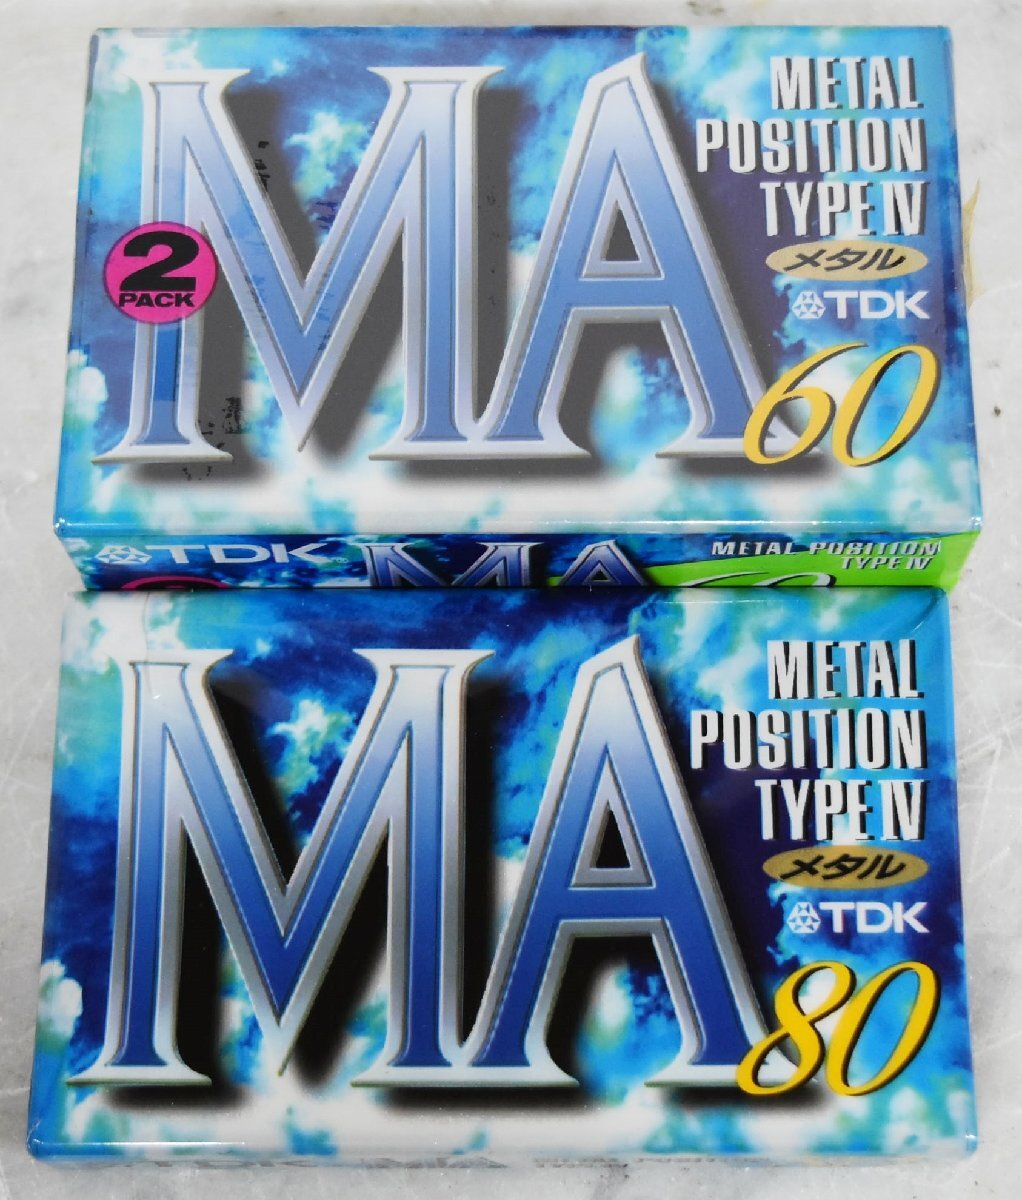 MA
METAL
POSITION
TYPE IV
メタル
TDK
60
2
PACK
TDK
MA
METAL POSITION
TYPE IV
MA
METAL
POSITION
TYPE IV
メタル
TDK
80
TDK